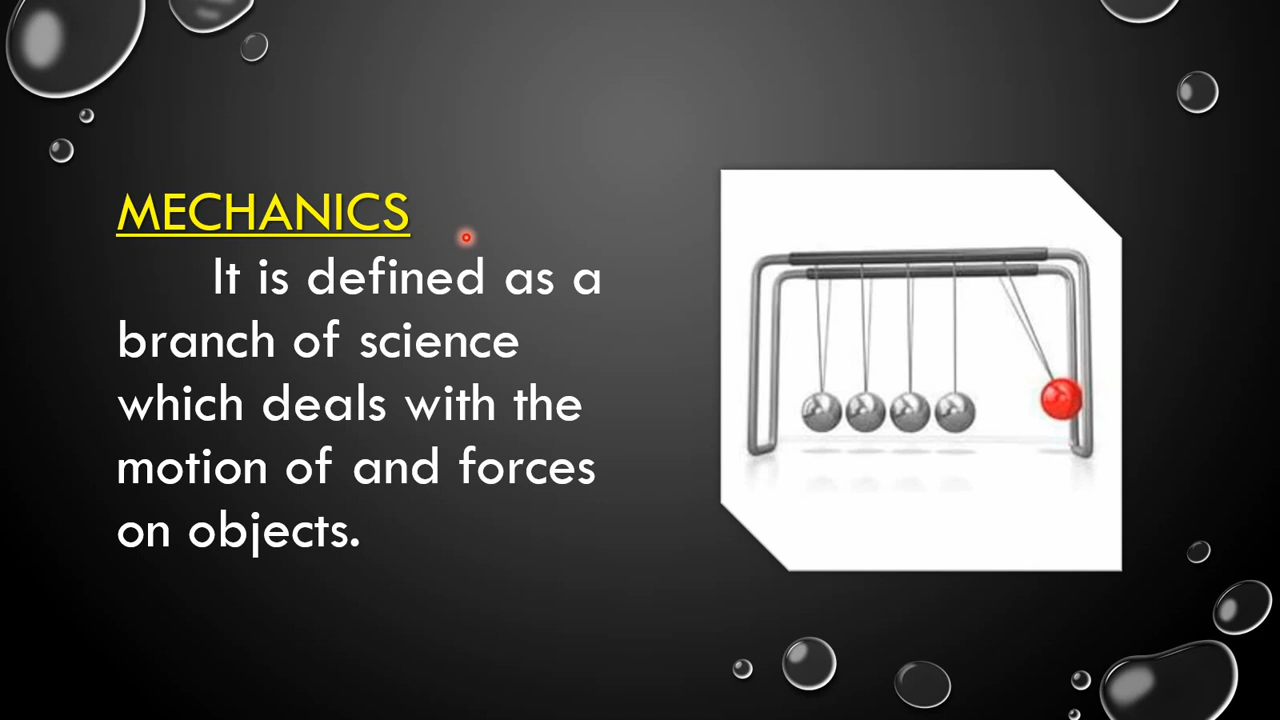 MECHANICS
It is defined as a
branch of science
which deals with the
motion of and forces
on objects.